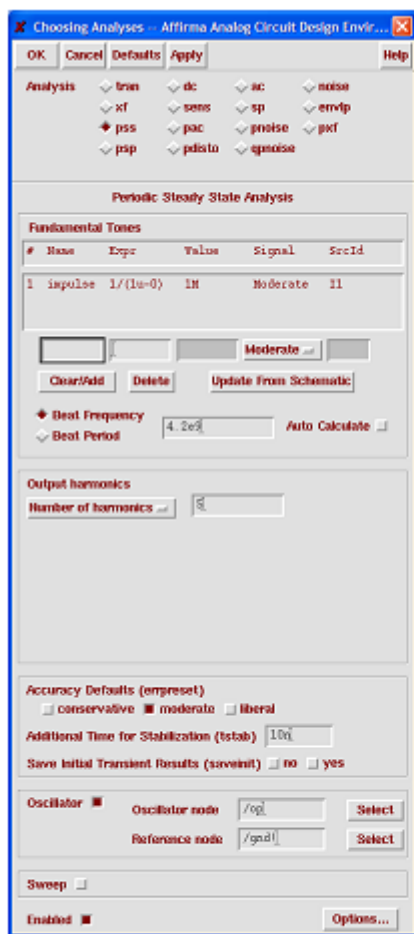 Choosing Analyses -- Affirma Analog Circuit Design Envir...
OK Cancel Defaults Apply Help
Analysis tran dc ac noise
xf sens sp envlp
pss pac pnoise pxf
psp pdisto qpnoise
Periodic Steady State Analysis
Fundamental Tones
# Name Expr Value Signal SrcId
1 impulse 1/(1u-0) 1M Moderate I1
Moderate
Clear/Add Delete Update From Schematic
Beat Frequency
Beat Period
4.2e9
Auto Calculate
Output harmonics
Number of harmonics 5
Accuracy Defaults (errpreset)
conservative moderate liberal
Additional Time for Stabilization (tstab) 10n
Save Initial Transient Results (saveinit) no yes
Oscillator Oscillator node /op Select
Reference node /gnd! Select
Sweep
Enabled Options...